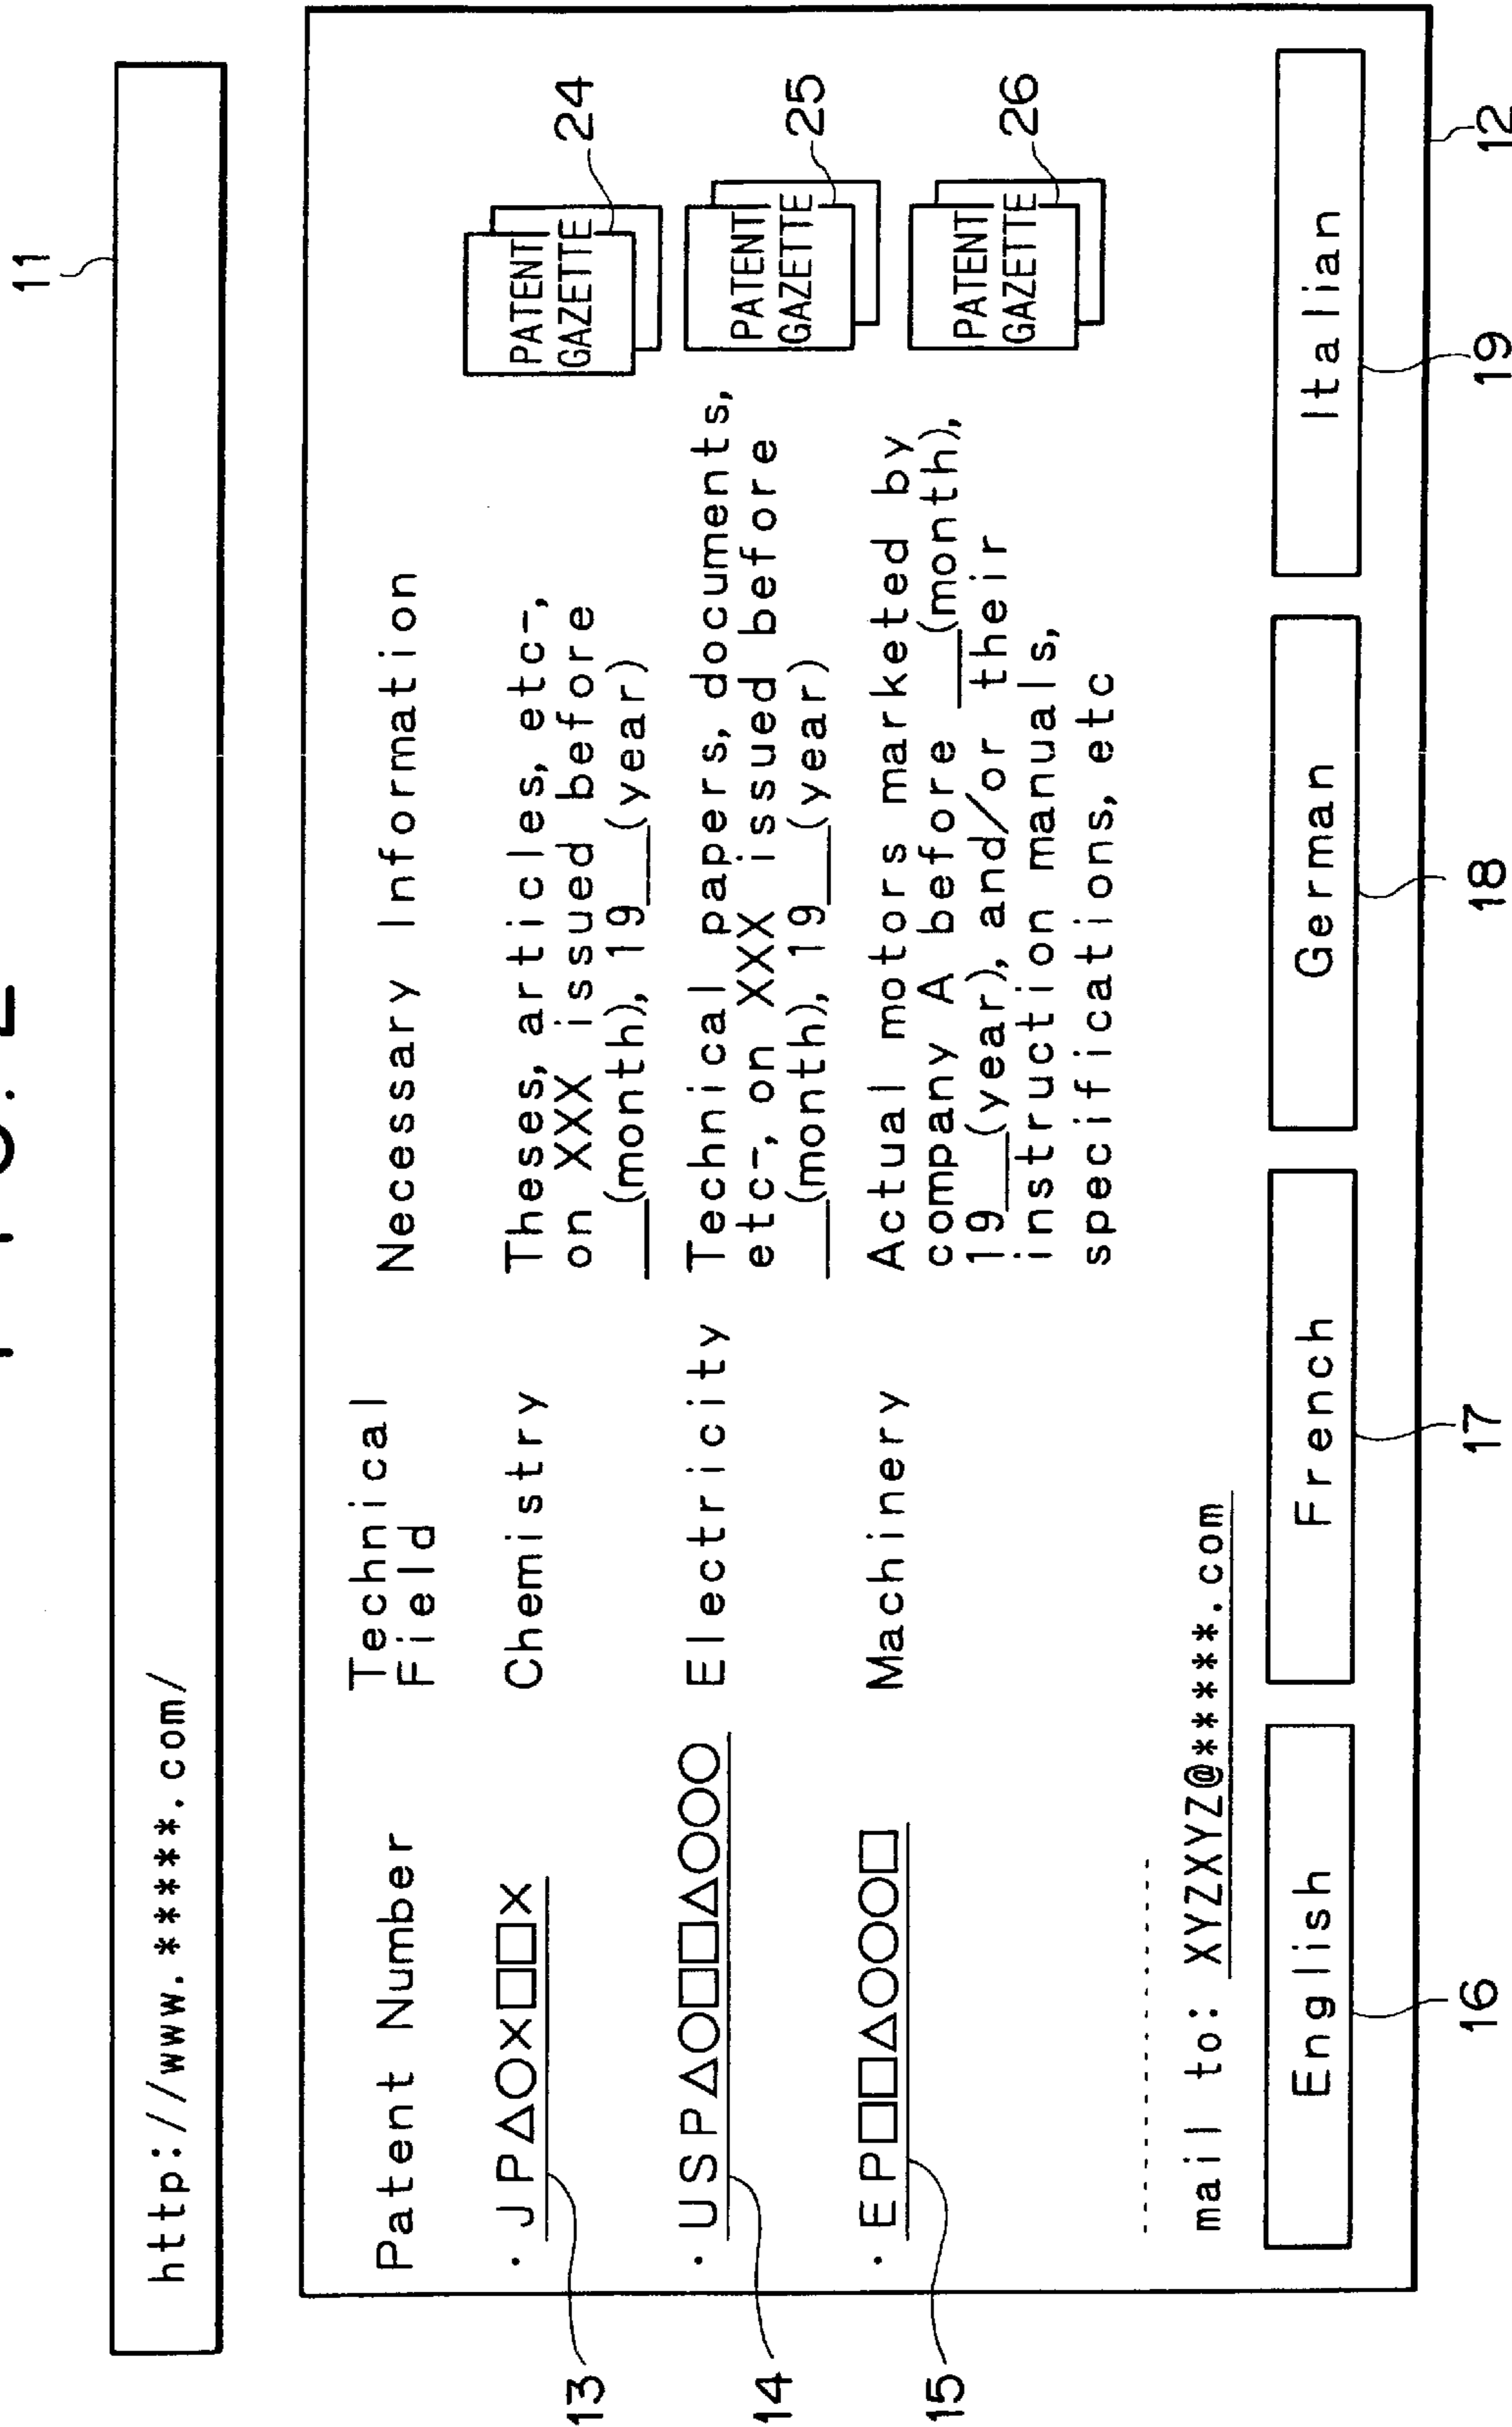 11
http://www.*****.com/
Patent Number
Technical
Field
Necessary Information
· JP△○×□□×
Chemistry
Theses, articles, etc-,
on XXX issued before
__(month), 19__(year)
PATENT
GAZETTE
24
13
· USP△○□□△○○○
Electricity
Technical papers, documents,
etc-, on XXX issued before
__(month), 19__(year)
PATENT
GAZETTE
25
14
· EP□□△○○○□
Machinery
Actual motors marketed by
company A before __(month),
19__(year), and/or their
instruction manuals,
specifications, etc
PATENT
GAZETTE
26
15
mail to: XYZXYZ@*****.com
English
French
German
Italian
16
17
18
19
12